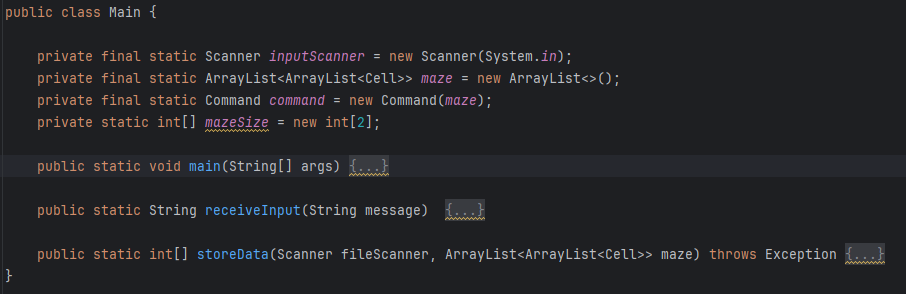 public class Main {
private final static Scanner inputScanner = new Scanner(System.in);
private final static ArrayList<ArrayList<Cell>> maze = new ArrayList<>();
private final static Command command = new Command(maze);
private static int[] mazeSize = new int[2];
public static void main(String[] args) {...}
public static String receiveInput(String message) {...}
public static int[] storeData(Scanner fileScanner, ArrayList<ArrayList<Cell>> maze) throws Exception {...}
}